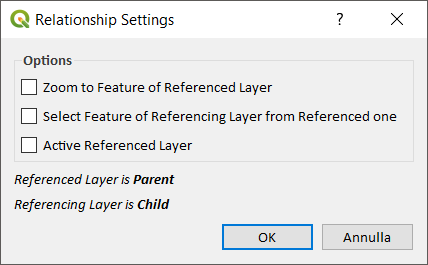 Relationship Settings
Options
Zoom to Feature of Referenced Layer
Select Feature of Referencing Layer from Referenced one
Active Referenced Layer
Referenced Layer is Parent
Referencing Layer is Child
OK
Annulla